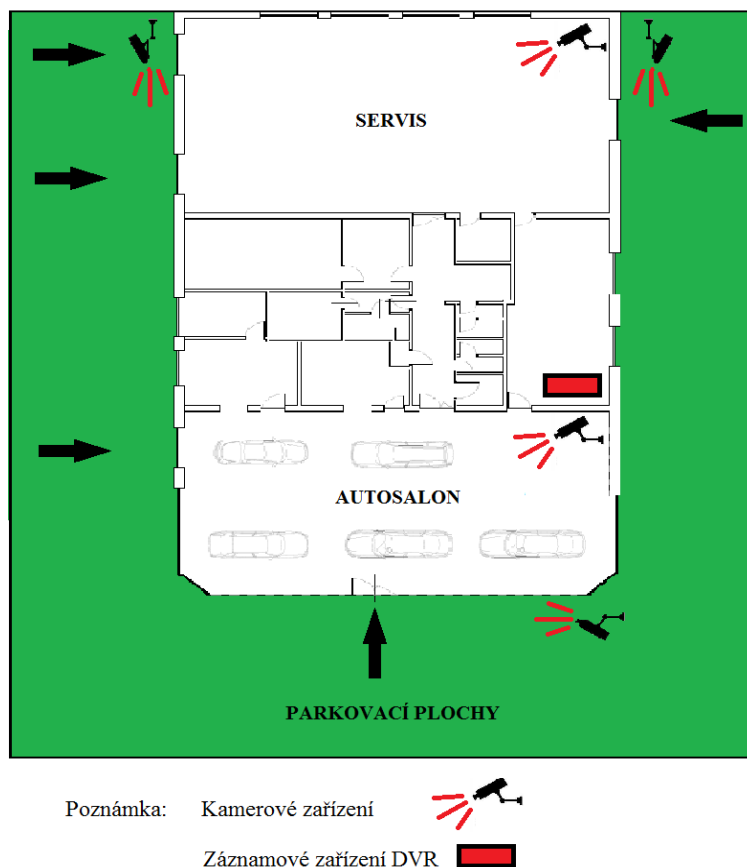 SERVIS
AUTOSALON
PARKOVACÍ PLOCHY
Poznámka: Kamerové zařízení
Záznamové zařízení DVR